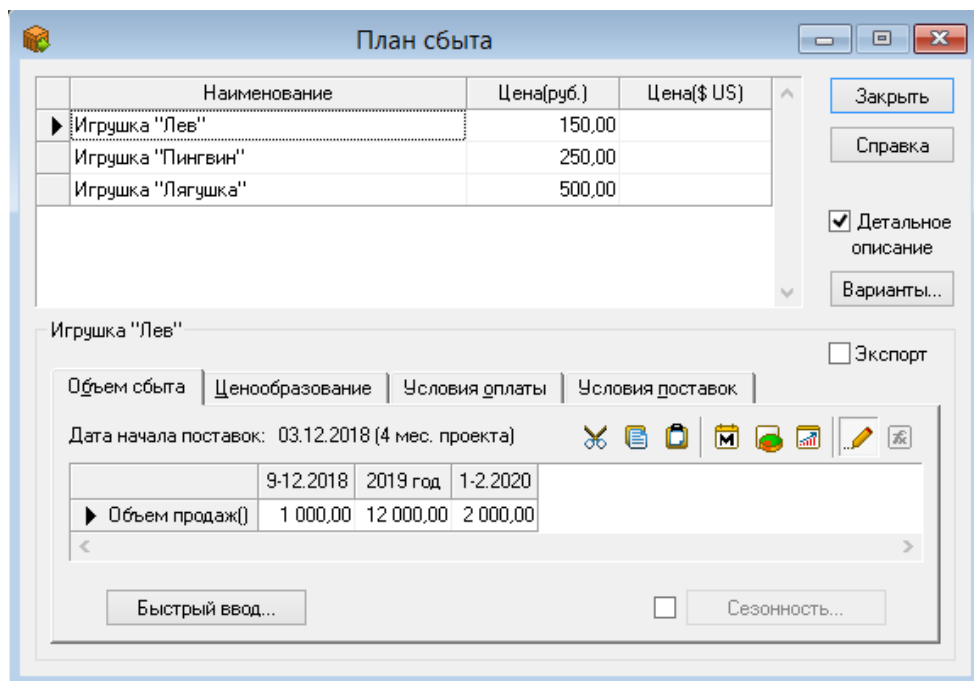 План сбыта
Наименование Цена(руб.) Цена($ US)
Игрушка "Лев" 150,00
Игрушка "Пингвин" 250,00
Игрушка "Лягушка" 500,00
Закрыть
Справка
Детальное
описание
Варианты...
Игрушка "Лев"
Экспорт
Объем сбыта Ценообразование Условия оплаты Условия поставок
Дата начала поставок: 03.12.2018 (4 мес. проекта)
9-12.2018 2019 год 1-2.2020
Объем продаж() 1 000,00 12 000,00 2 000,00
Быстрый ввод...
Сезонность...